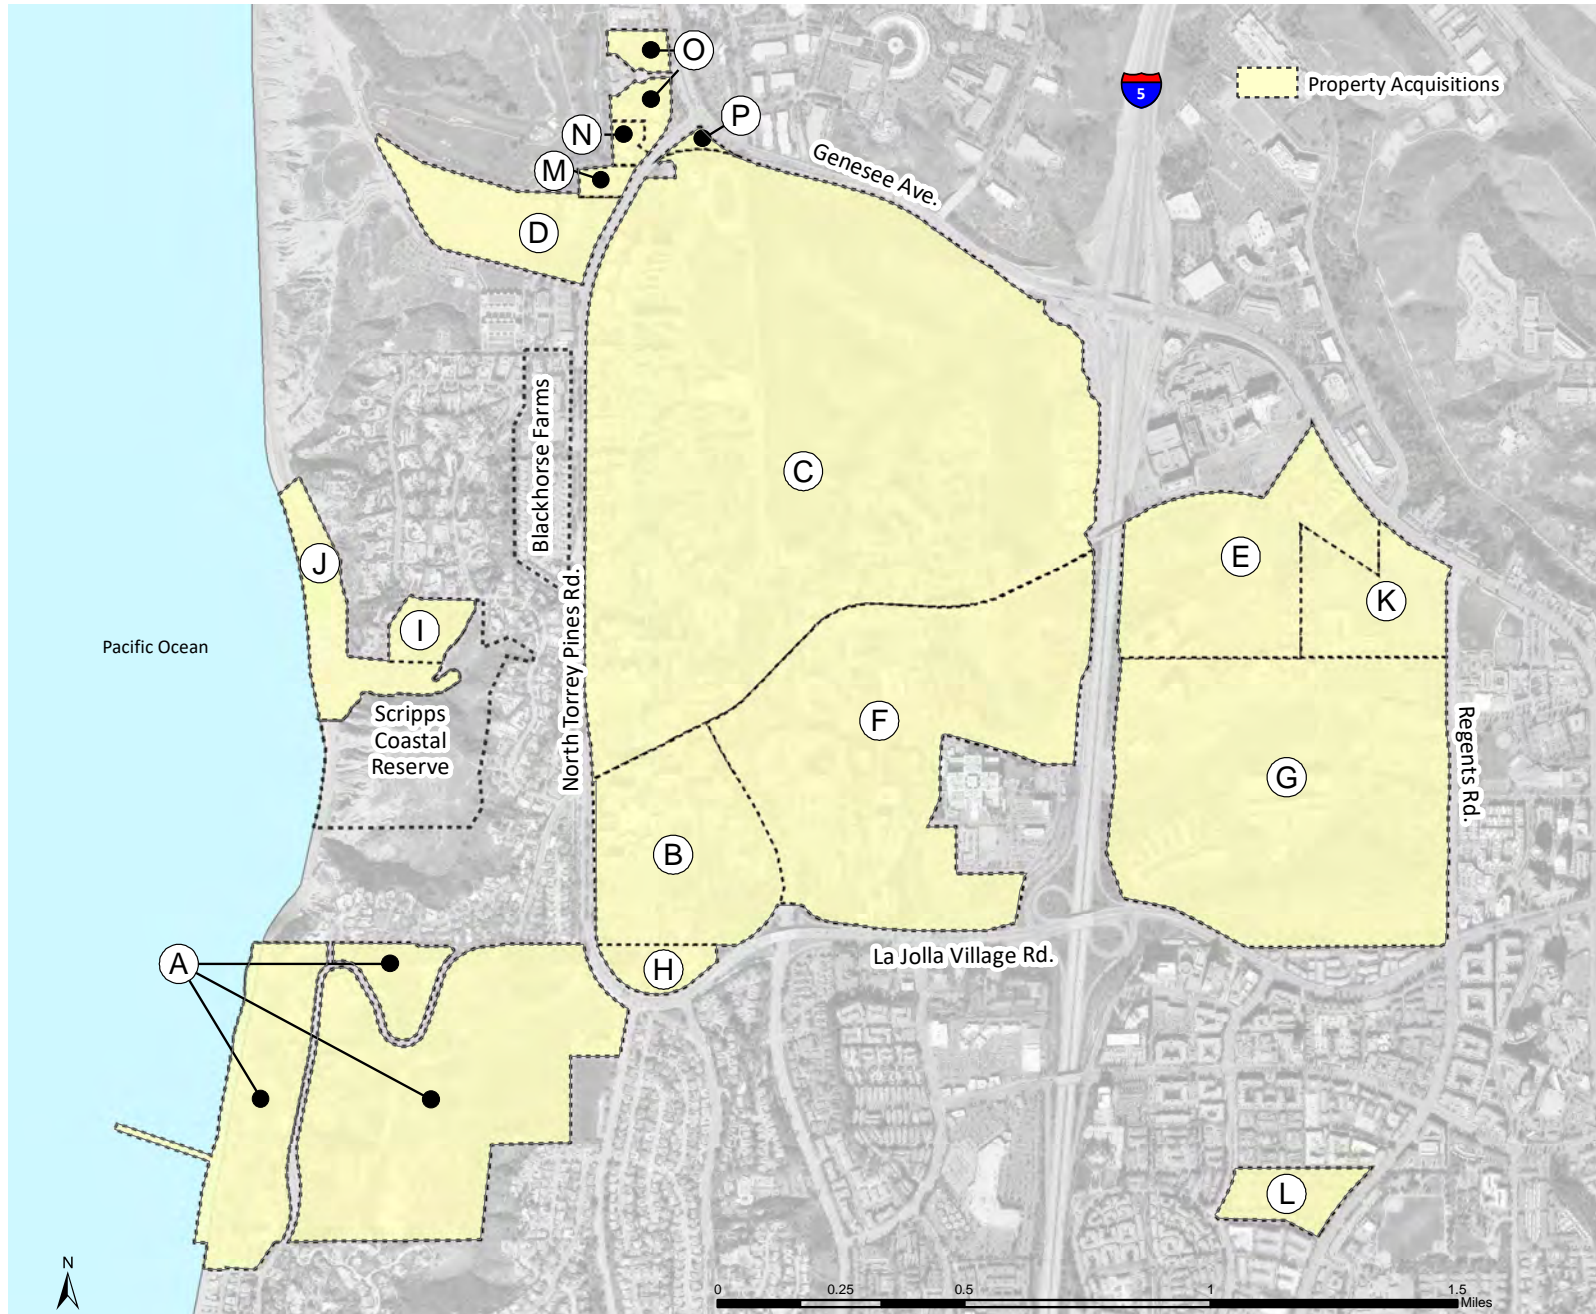 O
5
Property Acquisitions
P
N
Genesee Ave.
M
D
C
Blackhorse Farms
E
J
K
I
Pacific Ocean
North Torrey Pines Rd.
Scripps
Coastal
Reserve
F
Regents Rd.
G
B
La Jolla Village Rd.
A
H
L
N
0
0.25
0.5
1
1.5
Miles